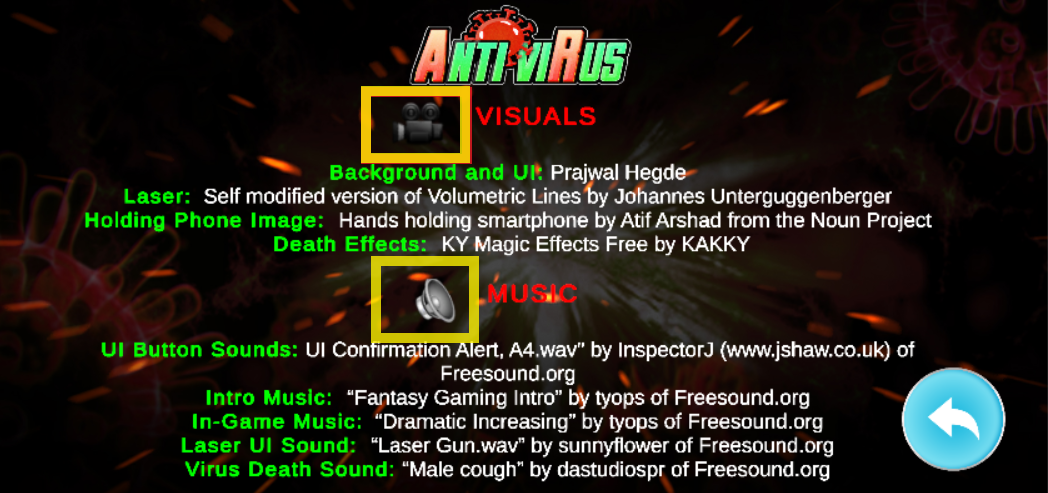 ANTI-VIRUS
VISUALS
Background and UI: Prajwal Hegde
Laser: Self modified version of Volumetric Lines by Johannes Unterguggenberger
Holding Phone Image: Hands holding smartphone by Atif Arshad from the Noun Project
Death Effects: KY Magic Effects Free by KAKKY
MUSIC
UI Button Sounds: UI Confirmation Alert, A4.wav” by InspectorJ (www.jshaw.co.uk) of
Freesound.org
Intro Music: “Fantasy Gaming Intro” by tyops of Freesound.org
In-Game Music: “Dramatic Increasing” by tyops of Freesound.org
Laser UI Sound: “Laser Gun.wav” by sunnyflower of Freesound.org
Virus Death Sound: “Male cough” by dastudiospr of Freesound.org